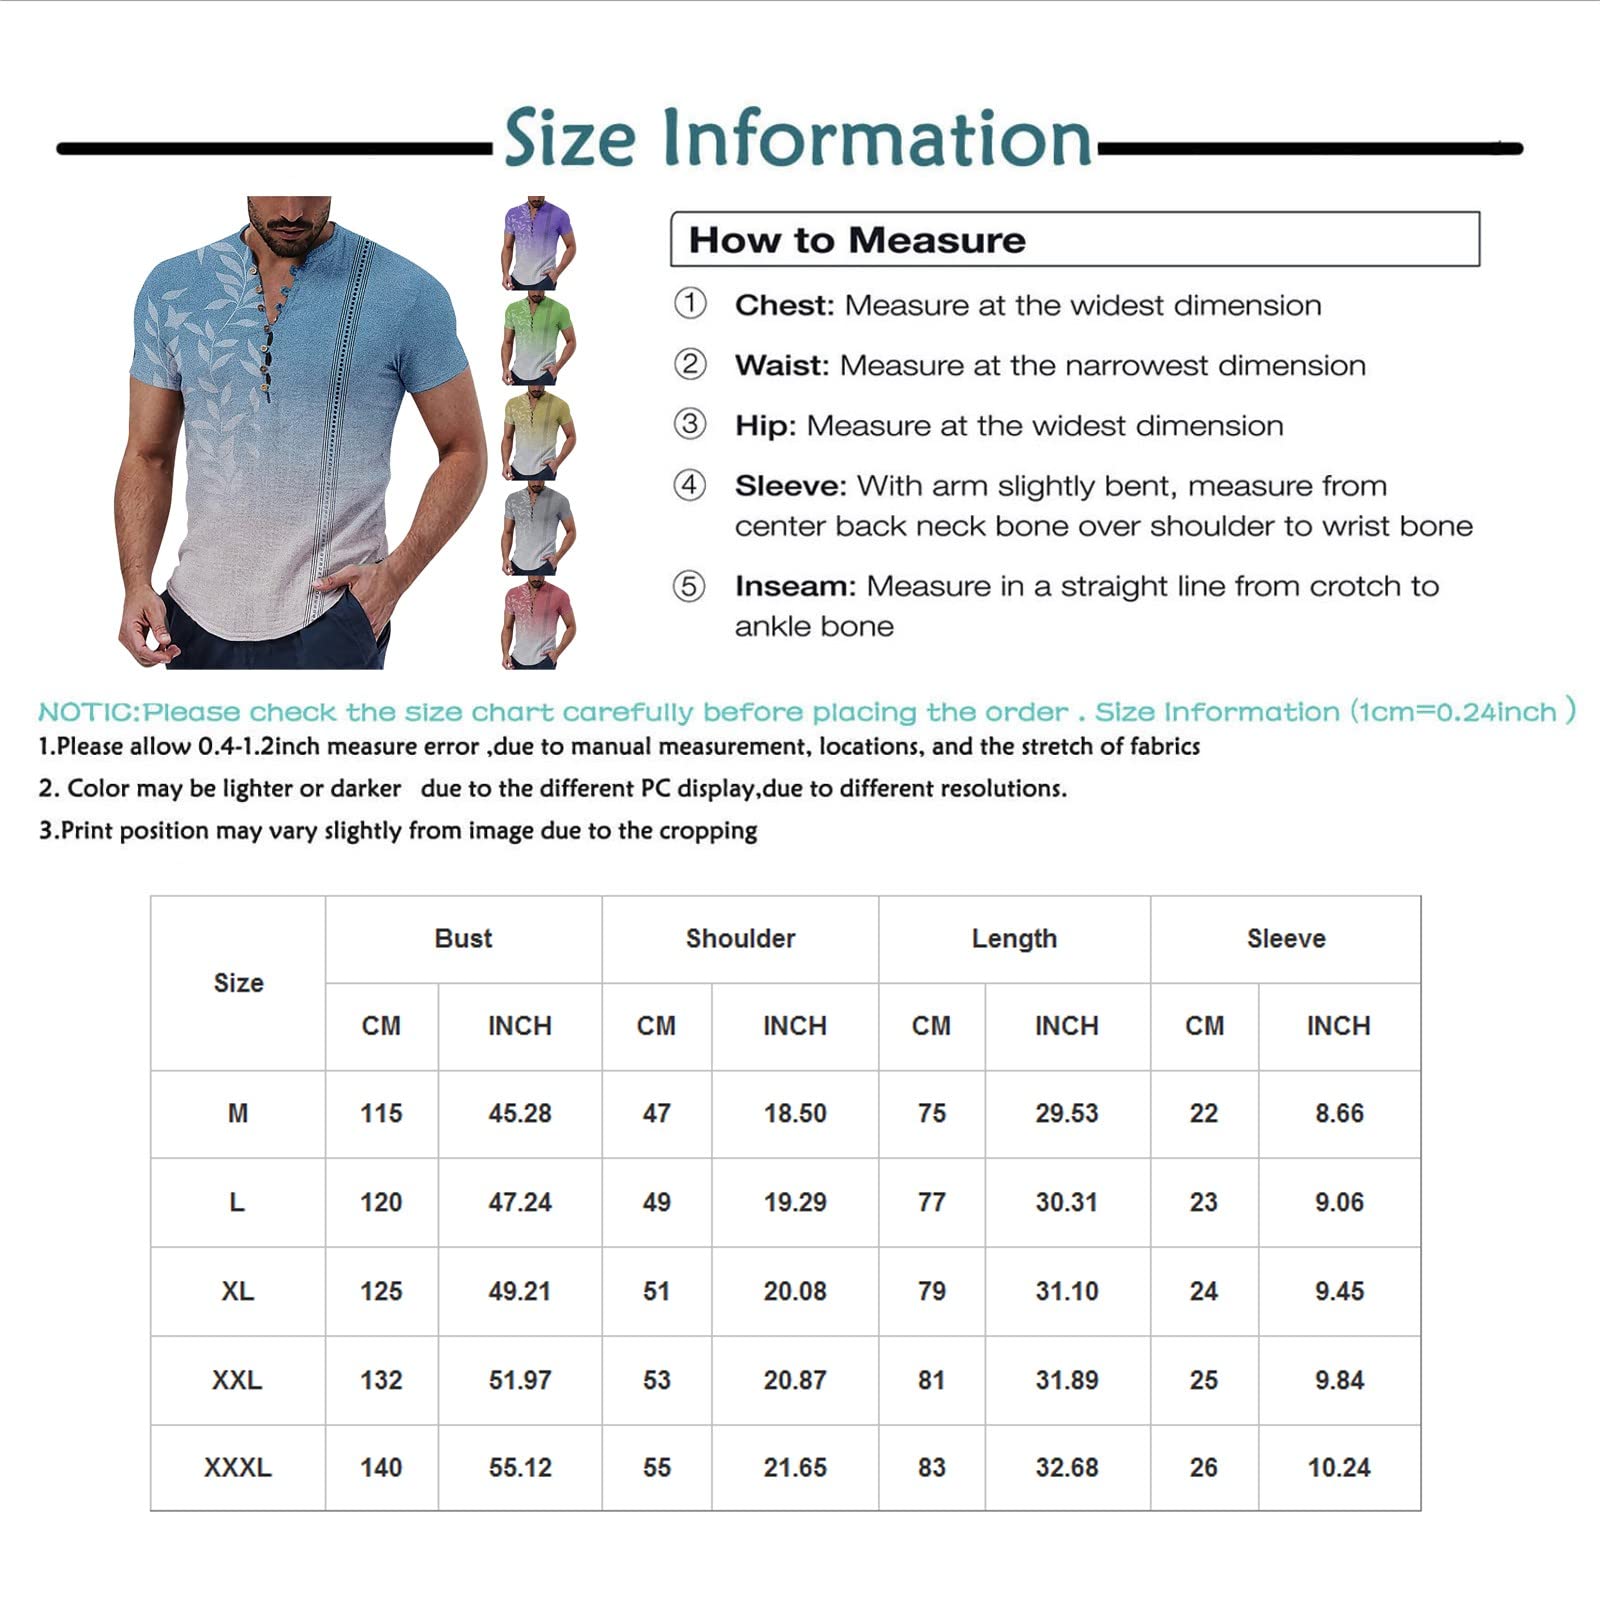 Size Information
How to Measure
① Chest: Measure at the widest dimension
② Waist: Measure at the narrowest dimension
③ Hip: Measure at the widest dimension
④ Sleeve: With arm slightly bent, measure from
center back neck bone over shoulder to wrist bone
⑤ Inseam: Measure in a straight line from crotch to
ankle bone
NOTIC:Please check the size chart carefully before placing the order . Size Information (1cm=0.24inch )
1.Please allow 0.4-1.2inch measure error ,due to manual measurement, locations, and the stretch of fabrics
2. Color may be lighter or darker due to the different PC display,due to different resolutions.
3.Print position may vary slightly from image due to the cropping
Size Bust Shoulder Length Sleeve
CM INCH CM INCH CM INCH CM INCH
M 115 45.28 47 18.50 75 29.53 22 8.66
L 120 47.24 49 19.29 77 30.31 23 9.06
XL 125 49.21 51 20.08 79 31.10 24 9.45
XXL 132 51.97 53 20.87 81 31.89 25 9.84
XXXL 140 55.12 55 21.65 83 32.68 26 10.24